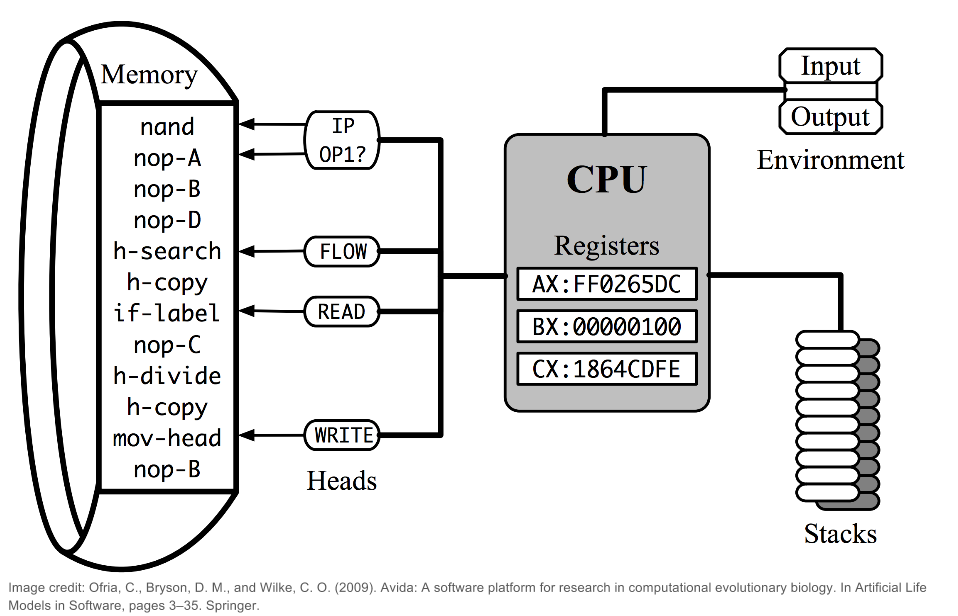 Memory
nand
nop-A
nop-B
nop-D
h-search
h-copy
if-label
nop-C
h-divide
h-copy
mov-head
nop-B
IP
OP1?
FLOW
READ
WRITE
Heads
CPU
Registers
AX:FF0265DC
BX:00000100
CX:1864CDFE
Input
Output
Environment
Stacks
Image credit: Ofria, C., Bryson, D. M., and Wilke, C. O. (2009). Avida: A software platform for research in computational evolutionary biology. In Artificial Life
Models in Software, pages 3–35. Springer.